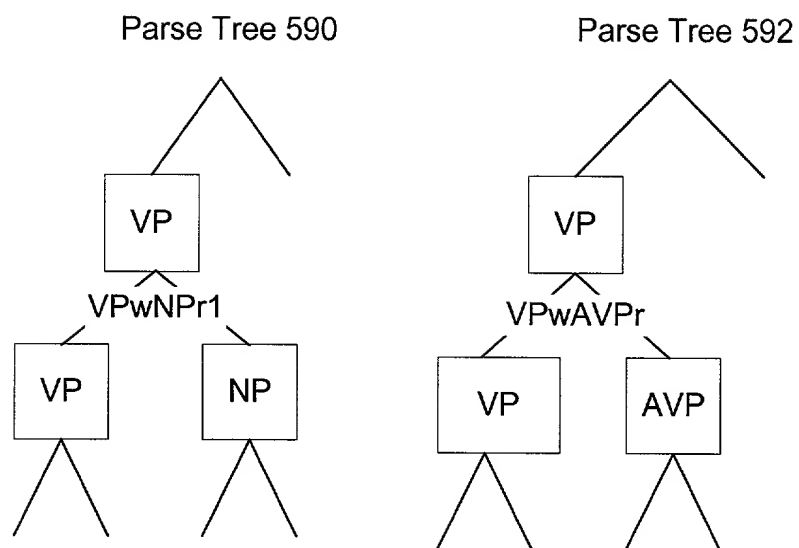 Parse Tree 590
Parse Tree 592
VP
VP
VPwNPr1
VPwAVPr
VP
NP
VP
AVP